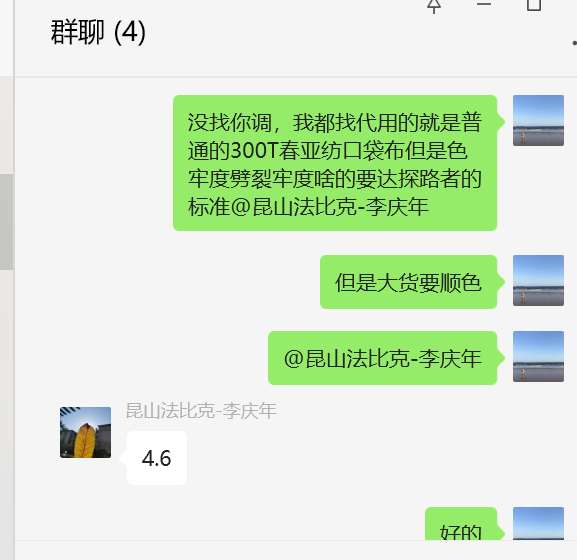 群聊 (4)
没找你调，我都找代用的就是普
通的300T春亚纺口袋布但是色
牢度劈裂牢度啥的要达探路者的
标准@昆山法比克-李庆年
但是大货要顺色
@昆山法比克-李庆年
昆山法比克-李庆年
4.6
好的